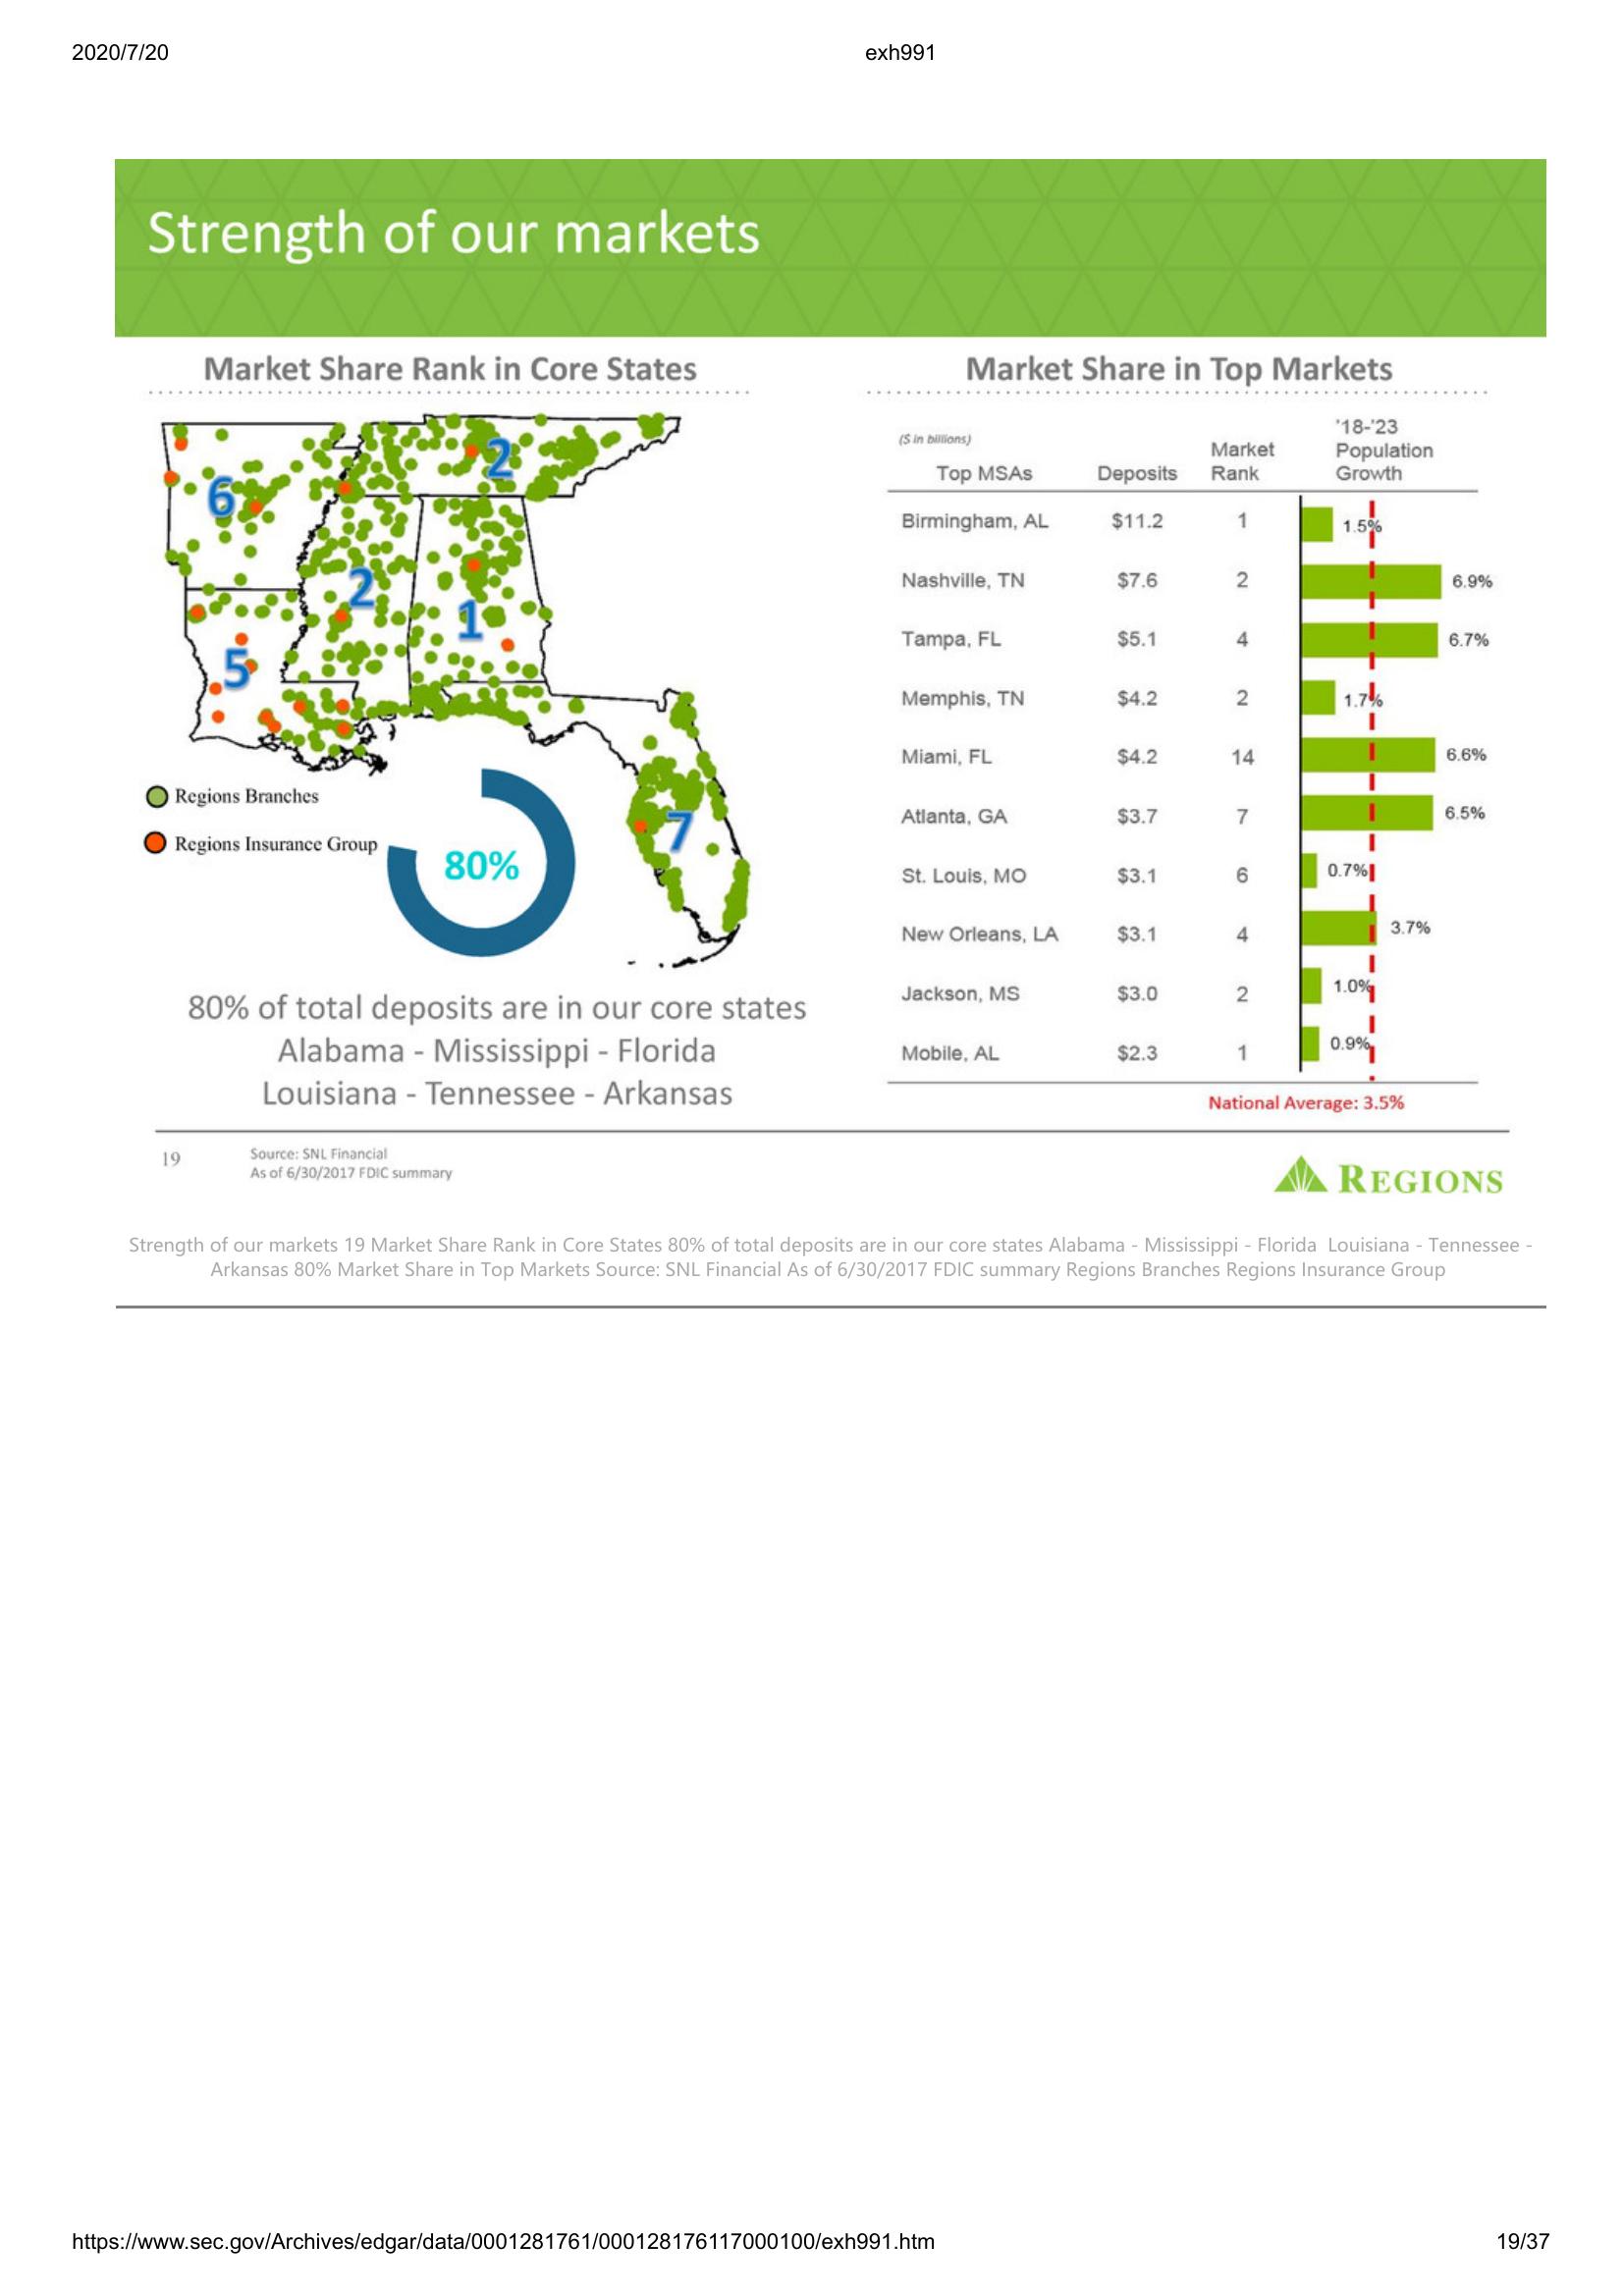 2020/7/20 exh991
Strength of our markets
Market Share Rank in Core States
6
2
2
1
5
7
Regions Branches
Regions Insurance Group
80%
80% of total deposits are in our core states
Alabama - Mississippi - Florida
Louisiana - Tennessee - Arkansas
Market Share in Top Markets
($ in billions)
Top MSAs Deposits Market Rank '18-'23 Population Growth
Birmingham, AL $11.2 1 1.5%
Nashville, TN $7.6 2 6.9%
Tampa, FL $5.1 4 6.7%
Memphis, TN $4.2 2 1.7%
Miami, FL $4.2 14 6.6%
Atlanta, GA $3.7 7 6.5%
St. Louis, MO $3.1 6 0.7%
New Orleans, LA $3.1 4 3.7%
Jackson, MS $3.0 2 1.0%
Mobile, AL $2.3 1 0.9%
National Average: 3.5%
19
Source: SNL Financial
As of 6/30/2017 FDIC summary
REGIONS
Strength of our markets 19 Market Share Rank in Core States 80% of total deposits are in our core states Alabama - Mississippi - Florida Louisiana - Tennessee -
Arkansas 80% Market Share in Top Markets Source: SNL Financial As of 6/30/2017 FDIC summary Regions Branches Regions Insurance Group
https://www.sec.gov/Archives/edgar/data/0001281761/000128176117000100/exh991.htm 19/37